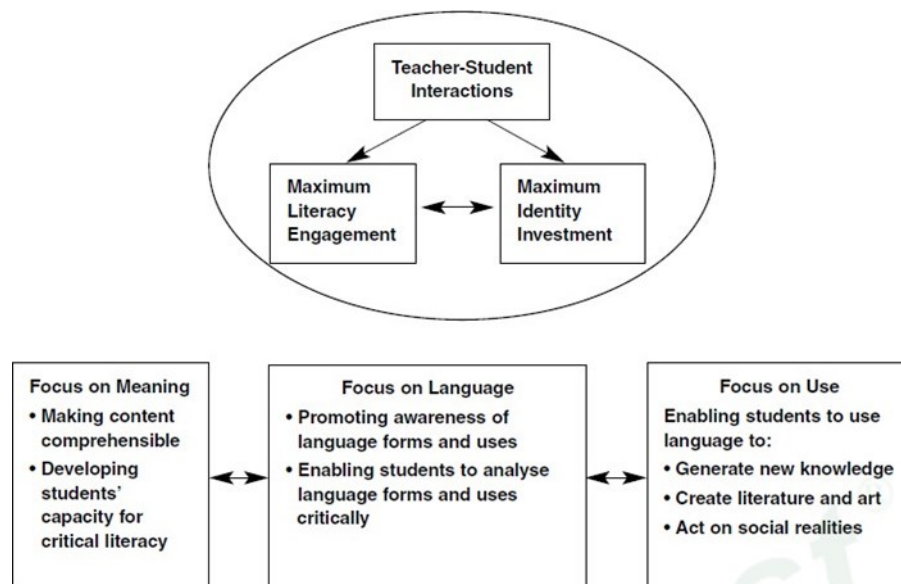 Teacher-Student
Interactions
Maximum
Literacy
Engagement
Maximum
Identity
Investment
Focus on Meaning
• Making content
comprehensible
• Developing
students’
capacity for
critical literacy
Focus on Language
• Promoting awareness of
language forms and uses
• Enabling students to analyse
language forms and uses
critically
Focus on Use
Enabling students to use
language to:
• Generate new knowledge
• Create literature and art
• Act on social realities